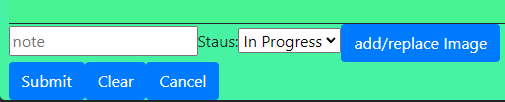 note Staus: In Progress add/replace Image
Submit Clear Cancel